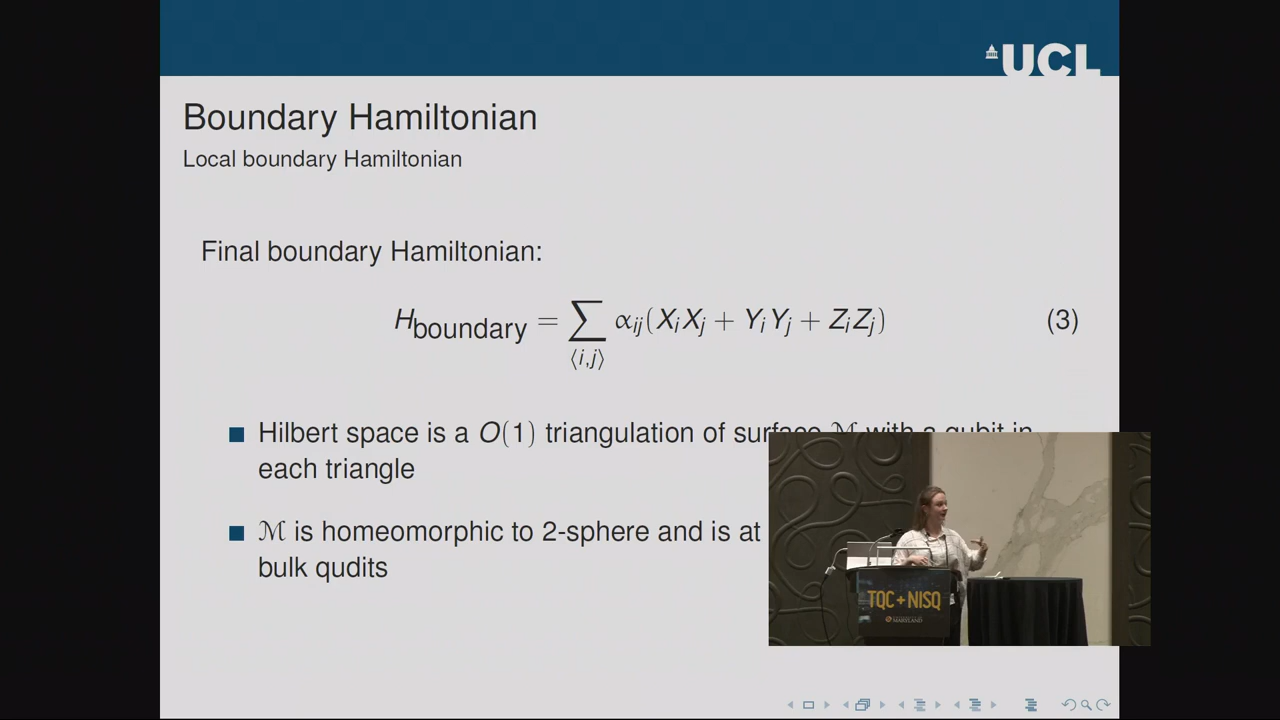 UCL
Boundary Hamiltonian
Local boundary Hamiltonian
Final boundary Hamiltonian:
H_boundary = ∑_⟨i,j⟩ α_ij(X_iX_j + Y_iY_j + Z_iZ_j) (3)
Hilbert space is a O(1) triangulation of surface ℳ with a qubit in
each triangle
ℳ is homeomorphic to 2-sphere and is at
bulk qudits
TQC+NISQ
MARYLAND